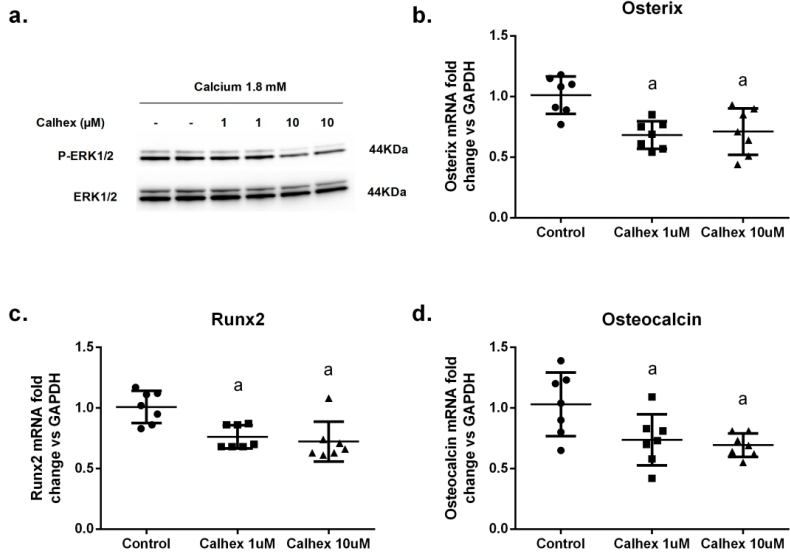 a.
Calcium 1.8 mM
Calhex (µM) - - 1 1 10 10
P-ERK1/2 44KDa
ERK1/2 44KDa
b.
Osterix
Osterix mRNA fold
change vs GAPDH
1.5
1.0
0.5
0.0
a a
Control Calhex 1uM Calhex 10uM
c.
Runx2
Runx2 mRNA fold
change vs GAPDH
1.5
1.0
0.5
0.0
a a
Control Calhex 1uM Calhex 10uM
d.
Osteocalcin
Osteocalcin mRNA fold
change vs GAPDH
1.5
1.0
0.5
0.0
a a
Control Calhex 1uM Calhex 10uM